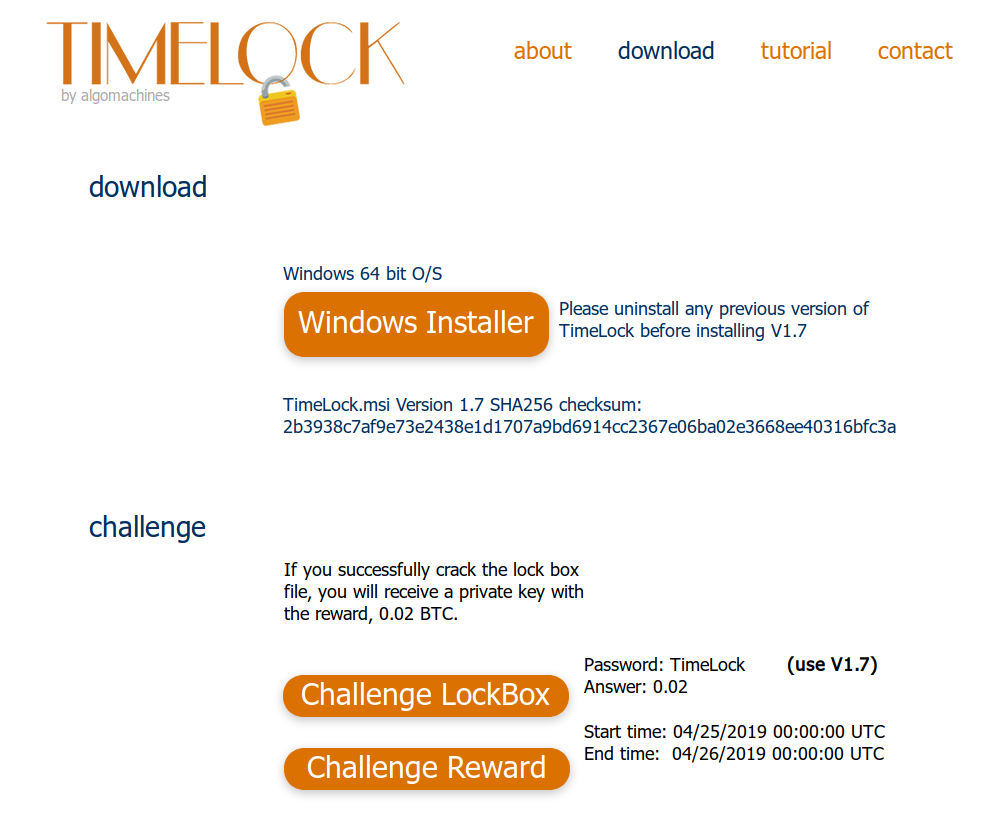 TIMELOCK
by algomachines
about download tutorial contact
download
Windows 64 bit O/S
Windows Installer
Please uninstall any previous version of
TimeLock before installing V1.7
TimeLock.msi Version 1.7 SHA256 checksum:
2b3938c7af9e73e2438e1d1707a9bd6914cc2367e06ba02e3668ee40316bfc3a
challenge
If you successfully crack the lock box
file, you will receive a private key with
the reward, 0.02 BTC.
Challenge LockBox
Challenge Reward
Password: TimeLock (use V1.7)
Answer: 0.02
Start time: 04/25/2019 00:00:00 UTC
End time: 04/26/2019 00:00:00 UTC